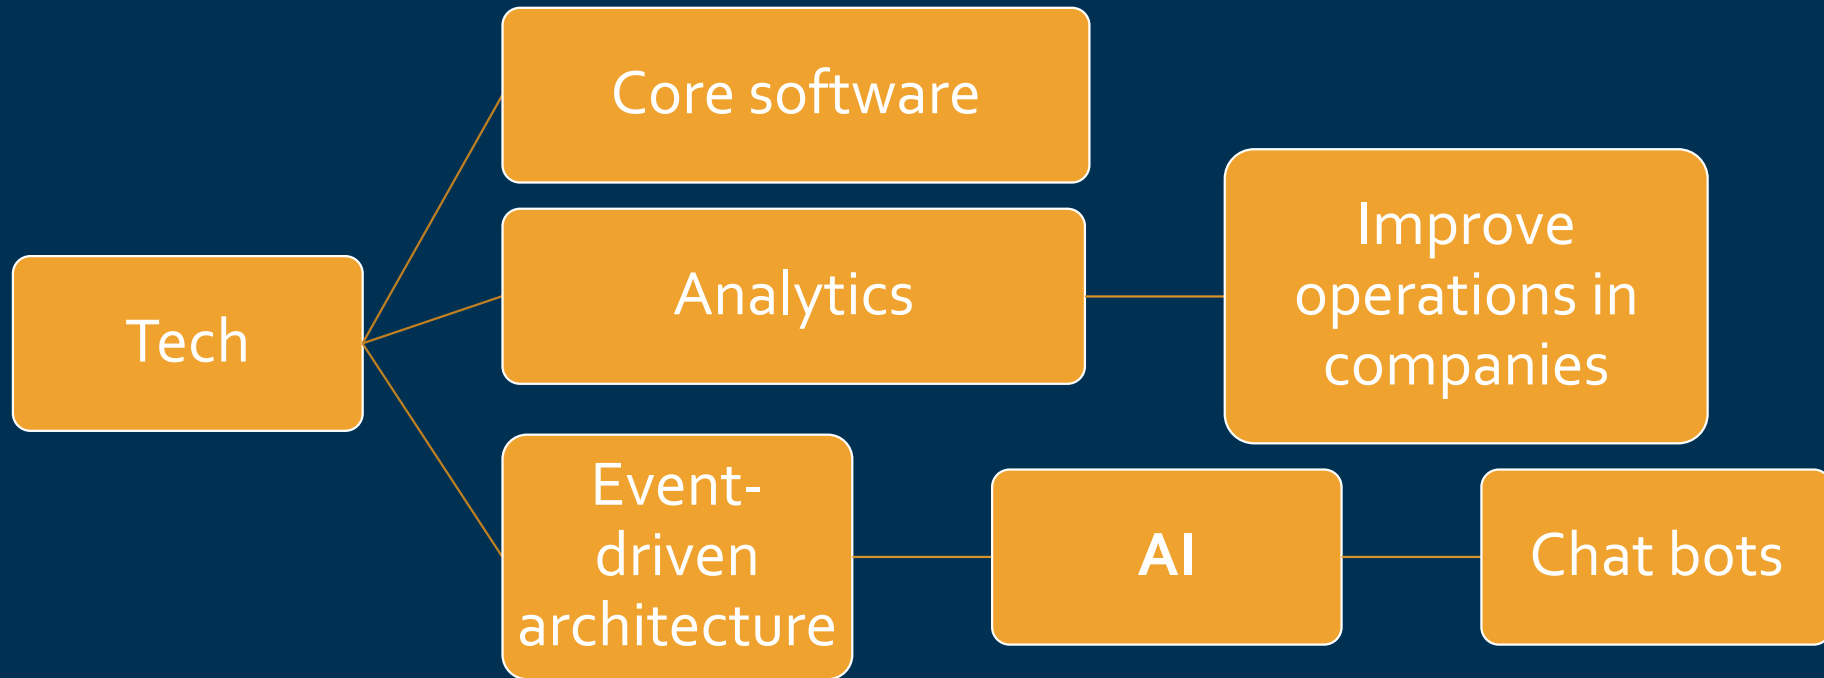 Core software
Tech
Analytics
Improve
operations in
companies
Event-
driven
architecture
AI
Chat bots